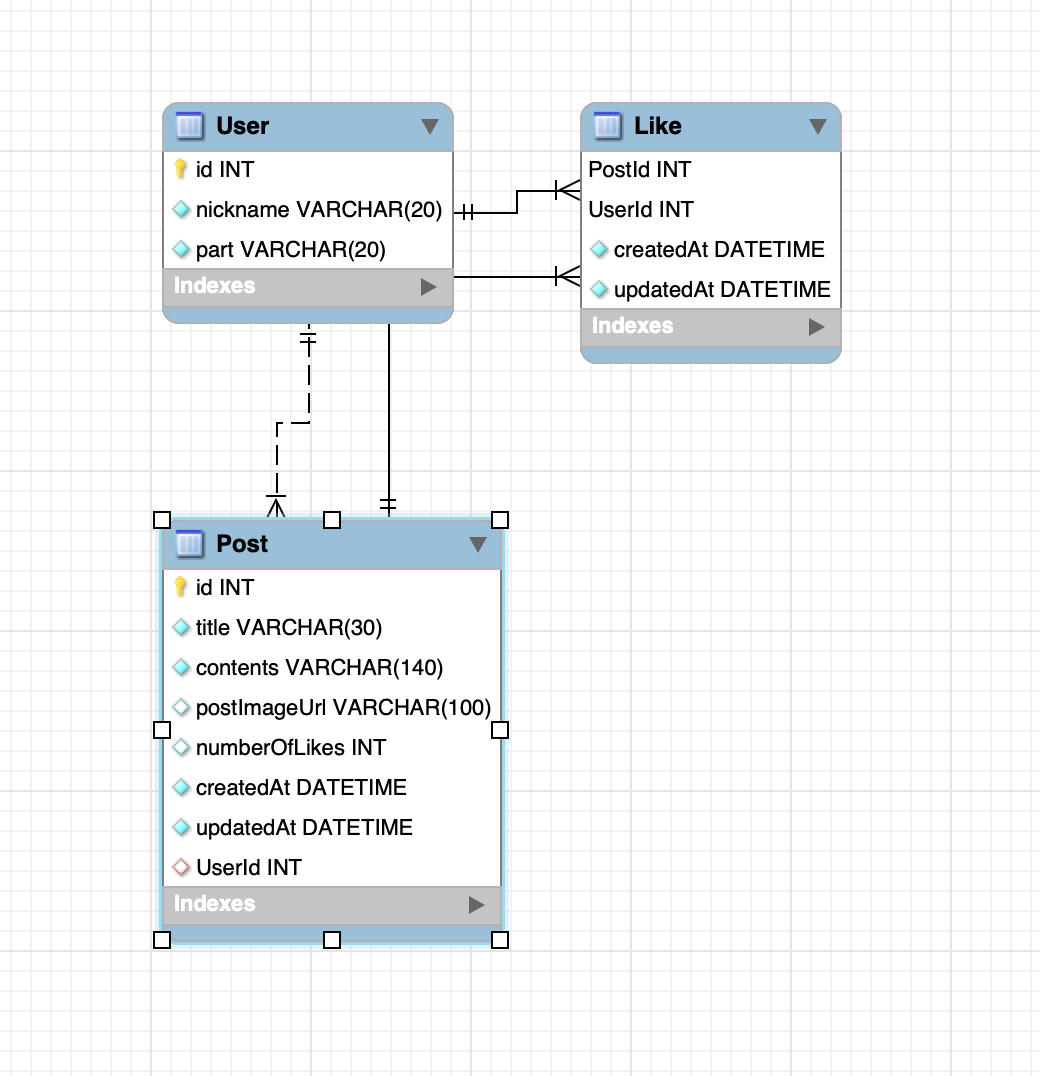 User
id INT
nickname VARCHAR(20)
part VARCHAR(20)
Indexes
Like
PostId INT
UserId INT
createdAt DATETIME
updatedAt DATETIME
Indexes
Post
id INT
title VARCHAR(30)
contents VARCHAR(140)
postImageUrl VARCHAR(100)
numberOfLikes INT
createdAt DATETIME
updatedAt DATETIME
UserId INT
Indexes